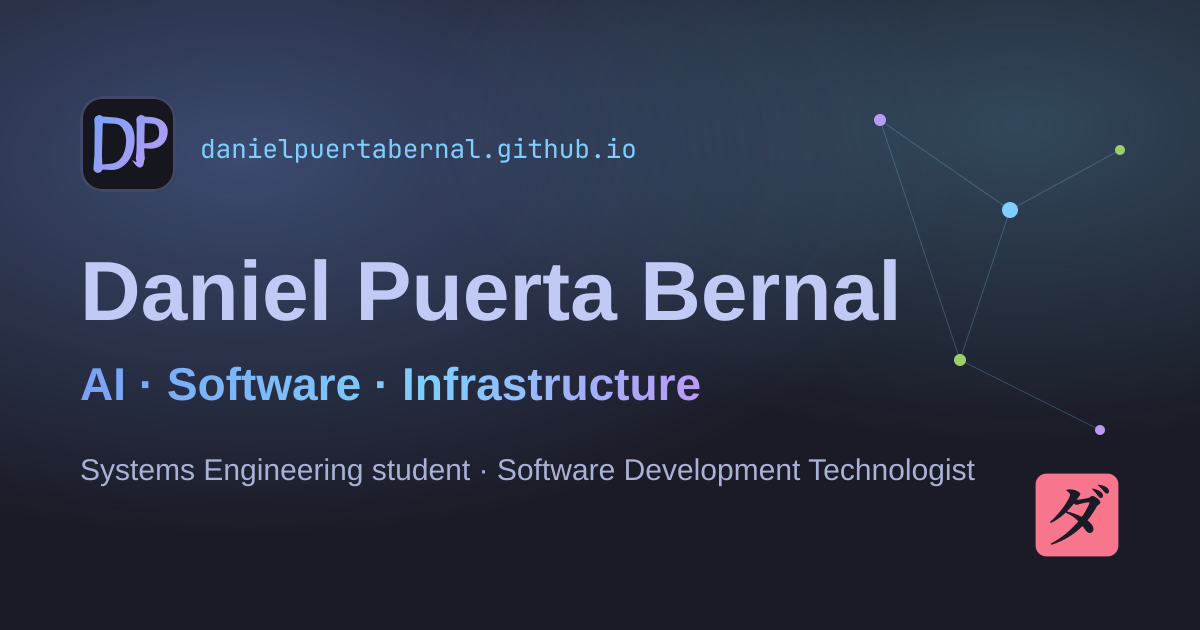 DP
danielpuertabernal.github.io
Daniel Puerta Bernal
AI · Software · Infrastructure
Systems Engineering student · Software Development Technologist
ダ